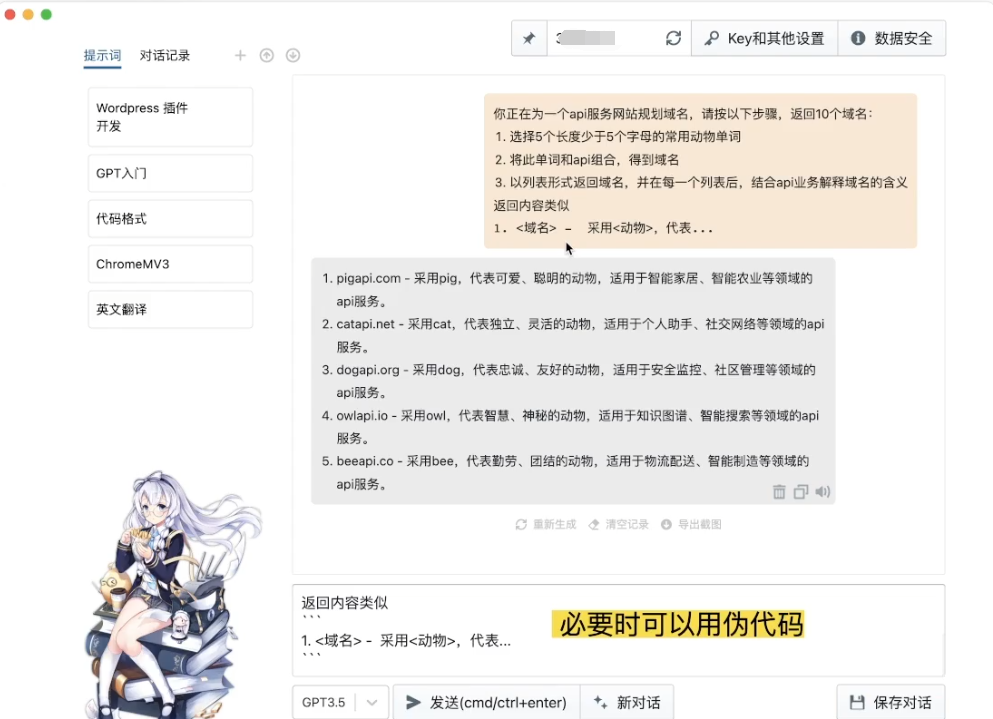 Key和其他设置
数据安全
提示词
对话记录
Wordpress 插件
开发
GPT入门
代码格式
ChromeMV3
英文翻译
你正在为一个api服务网站规划域名，请按以下步骤，返回10个域名：
1. 选择5个长度少于5个字母的常用动物单词
2. 将此单词和api组合，得到域名
3. 以列表形式返回域名，并在每一个列表后，结合api业务解释域名的含义
返回内容类似
1. <域名> - 采用<动物>，代表...
1. pigapi.com - 采用pig，代表可爱、聪明的动物，适用于智能家居、智能农业等领域的
api服务。
2. catapi.net - 采用cat，代表独立、灵活的动物，适用于个人助手、社交网络等领域的api
服务。
3. dogapi.org - 采用dog，代表忠诚、友好的动物，适用于安全监控、社区管理等领域的
api服务。
4. owlapi.io - 采用owl，代表智慧、神秘的动物，适用于知识图谱、智能搜索等领域的api
服务。
5. beeapi.co - 采用bee，代表勤劳、团结的动物，适用于物流配送、智能制造等领域的
api服务。
重新生成
清空记录
导出截图
返回内容类似
```
1. <域名> - 采用<动物>，代表...
```
必要时可以用伪代码
GPT3.5
发送(cmd/ctrl+enter)
新对话
保存对话